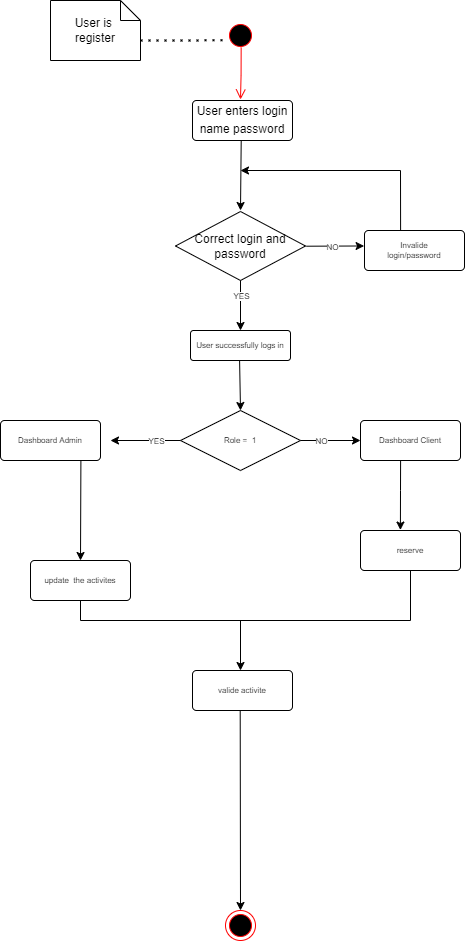 User is
register
User enters login
name password
Correct login and
password
NO
Invalide
login/password
YES
User successfully logs in
Dashboard Admin
YES
Role = 1
NO
Dashboard Client
reserve
update the activites
valide activite